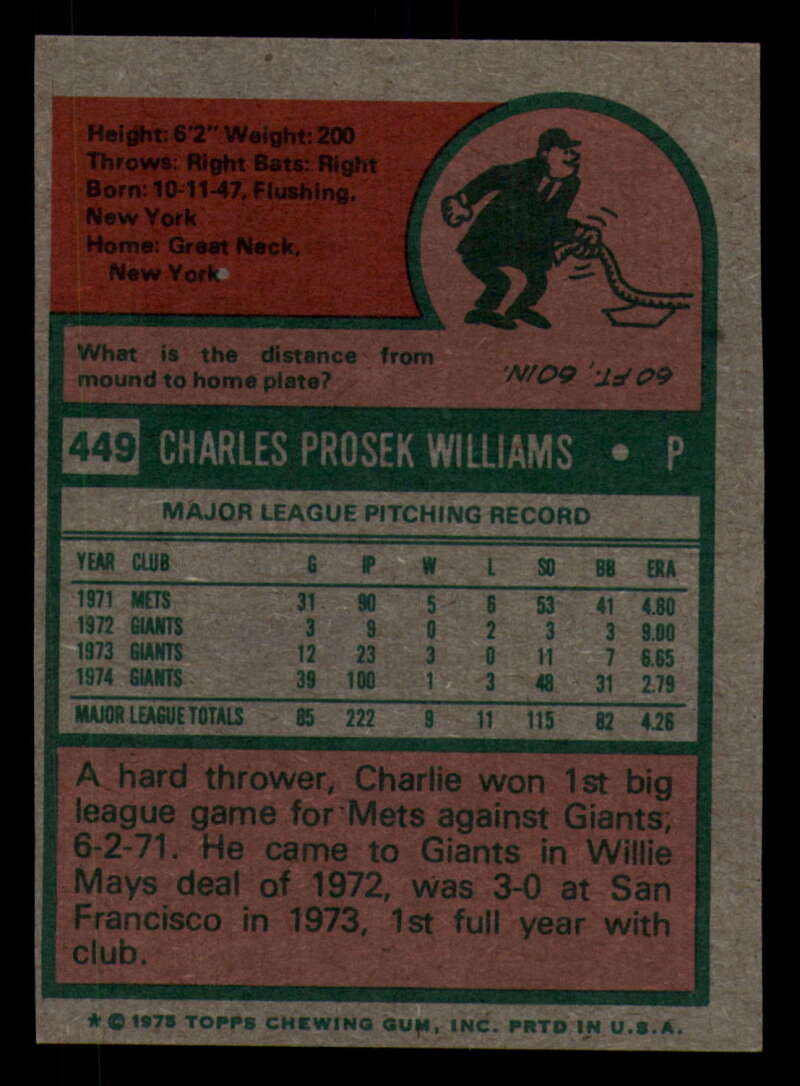 Height: 6'2" Weight: 200
Throws: Right Bats: Right
Born: 10-11-47, Flushing,
New York
Home: Great Neck,
New York
What is the distance from
mound to home plate?
60 FT., 60 IN.
449 CHARLES PROSEK WILLIAMS • P
MAJOR LEAGUE PITCHING RECORD
YEAR CLUB G IP W L SO BB ERA
1971 METS 31 90 5 6 53 41 4.80
1972 GIANTS 3 9 0 2 3 3 9.00
1973 GIANTS 12 23 3 0 11 7 6.65
1974 GIANTS 39 100 1 3 48 31 2.79
MAJOR LEAGUE TOTALS 85 222 9 11 115 82 4.26
A hard thrower, Charlie won 1st big
league game for Mets against Giants,
6-2-71. He came to Giants in Willie
Mays deal of 1972, was 3-0 at San
Francisco in 1973, 1st full year with
club.
★ © 1975 TOPPS CHEWING GUM, INC. PRTD IN U.S.A.